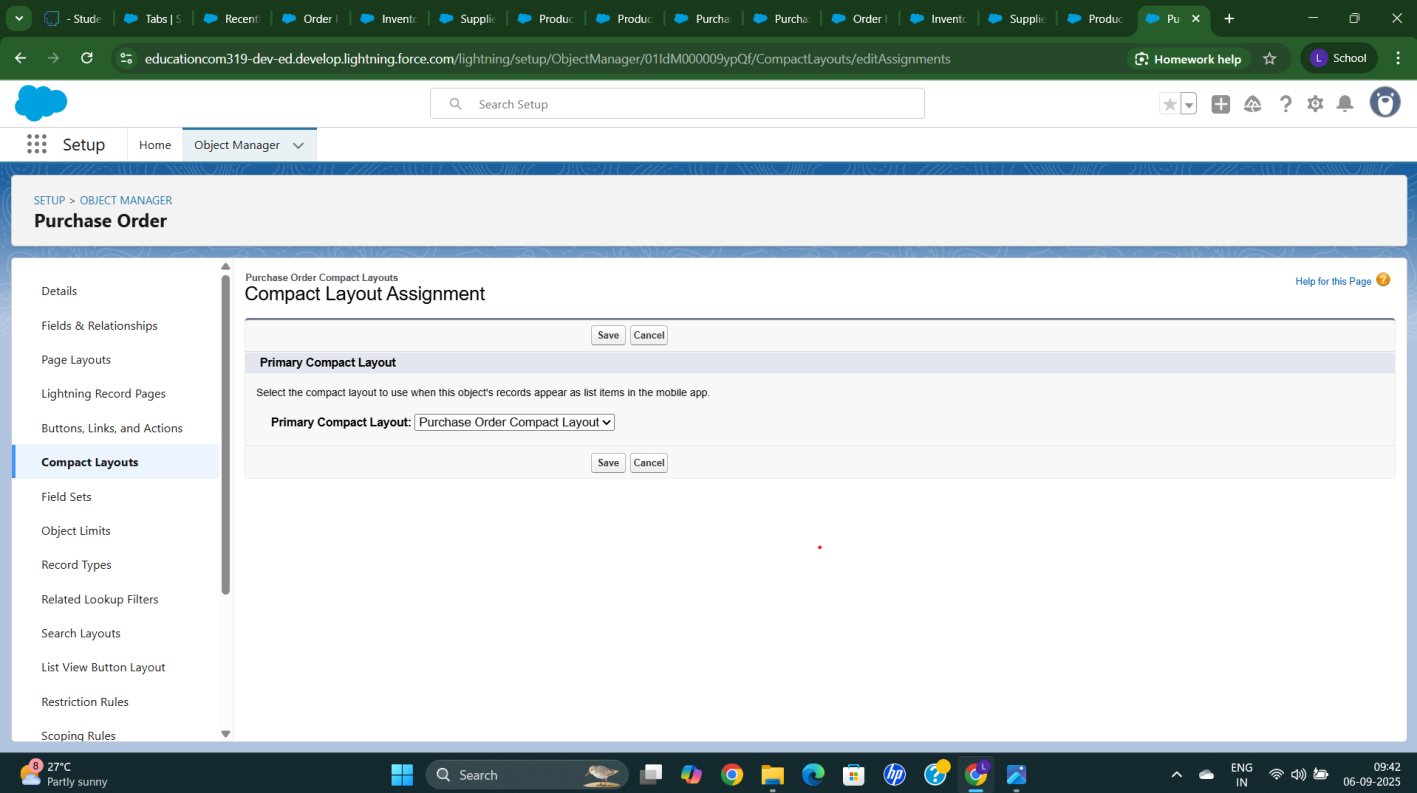 - Stude
Tabs | S
Recent
Order
Invento
Supplie
Produc
Produc
Purcha
Purcha
Order
Invento
Supplie
Produc
Pu
educationcom319-dev-ed.develop.lightning.force.com/lightning/setup/ObjectManager/01IdM000009ypQf/CompactLayouts/editAssignments
Homework help
L School
Search Setup
Setup
Home
Object Manager
SETUP > OBJECT MANAGER
Purchase Order
Details
Fields & Relationships
Page Layouts
Lightning Record Pages
Buttons, Links, and Actions
Compact Layouts
Field Sets
Object Limits
Record Types
Related Lookup Filters
Search Layouts
List View Button Layout
Restriction Rules
Scoping Rules
Purchase Order Compact Layouts
Compact Layout Assignment
Help for this Page ?
Save Cancel
Primary Compact Layout
Select the compact layout to use when this object's records appear as list items in the mobile app.
Primary Compact Layout: Purchase Order Compact Layout
Save Cancel
8
27°C
Partly sunny
Search
hp
L
ENG
IN
09:42
06-09-2025